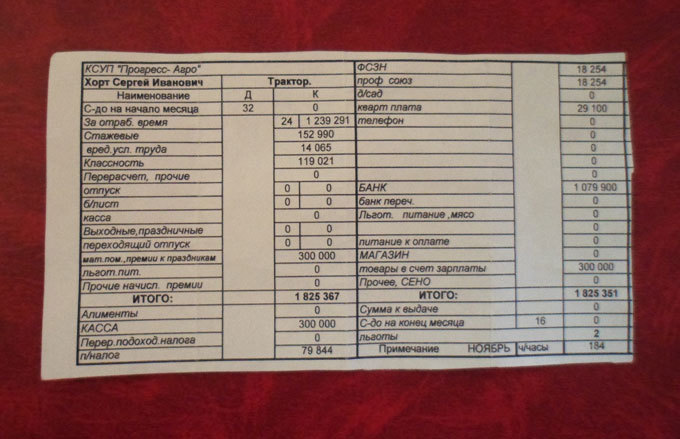 КСУП "Прогресс- Агро"
Хорт Сергей Иванович Трактор.
Наименование Д К
С-до на начало месяца 32 0
За отраб. время 24 1 239 291
Стажевые 152 990
вред.усл. труда 14 065
Классность 119 021
Перерасчет, прочие 0
отпуск 0 0
б/лист 0 0
касса 0
Выходные,праздничные 0 0
переходящий отпуск 0 0
мат.пом.,премии к праздникам 300 000
льгот.пит. 0
Прочие начисл. премии 0
ИТОГО: 1 825 367
Алименты 0
КАССА 300 000
Перер.подоход.налога 0
п/налог 79 844
ФСЗН 18 254
проф союз 18 254
д/сад 0
кварт плата 29 100
телефон 0
0
0
0
0
БАНК 1 079 900
банк переч. 0
Льгот. питание ,мясо 0
питание к оплате 0
МАГАЗИН 0
товары в счет зарплаты 300 000
Прочее, СЕНО 0
ИТОГО: 1 825 351
Сумма к выдаче 0
С-до на конец месяца 16 0
льготы 2
Примечание НОЯБРЬ ч/часы 184